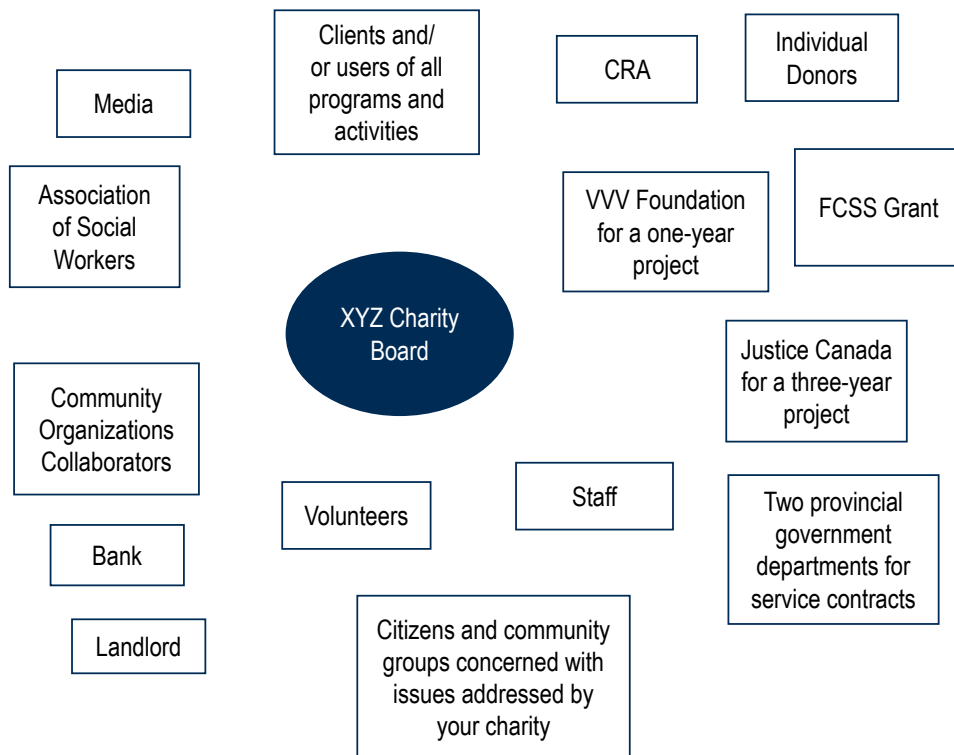 Clients and/
or users of all
programs and
activities
CRA
Individual
Donors
Media
Association
of Social
Workers
VVV Foundation
for a one-year
project
FCSS Grant
XYZ Charity
Board
Justice Canada
for a three-year
project
Community
Organizations
Collaborators
Volunteers
Staff
Two provincial
government
departments for
service contracts
Bank
Landlord
Citizens and community
groups concerned with
issues addressed by
your charity